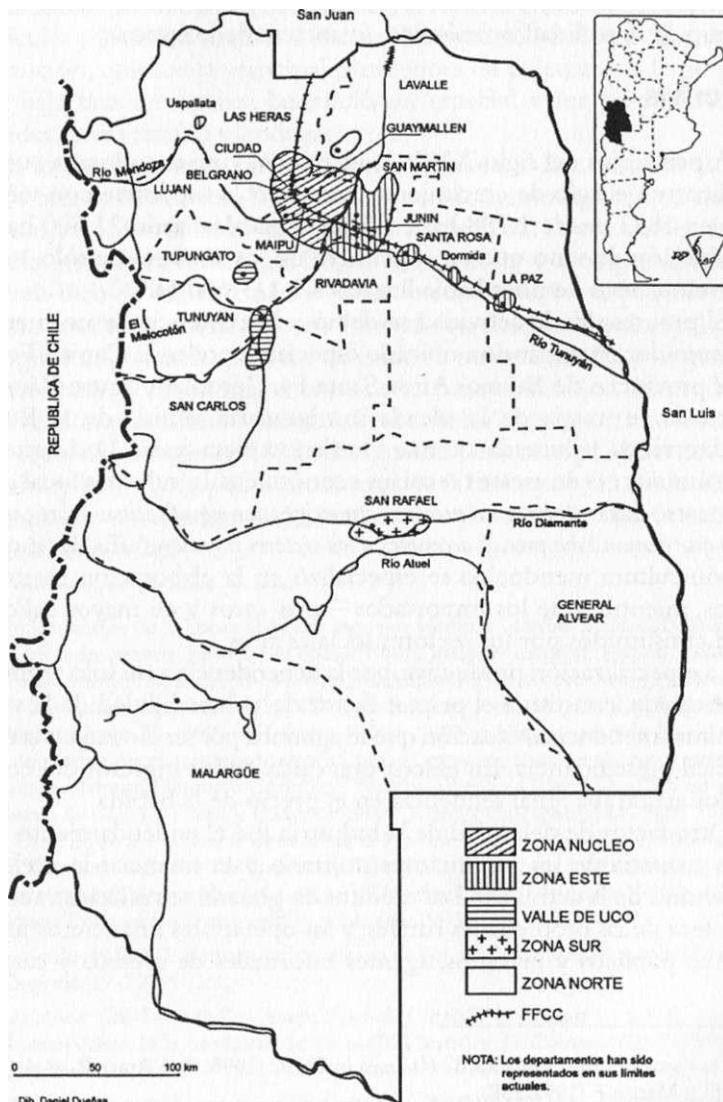 San Juan
LAVALLE
Uspallata
LAS HERAS
GUAYMALLEN
CIUDAD
Río Mendoza
BELGRANO
SAN MARTIN
LUJAN
JUNIN
SANTA ROSA
MAIPU
Dormida
TUPUNGATO
RIVADAVIA
LA PAZ
TUNUYAN
Melocotón
Río Tunuyán
REPUBLICA DE CHILE
SAN CARLOS
San Luis
SAN RAFAEL
Río Diamante
Río Atuel
GENERAL
ALVEAR
MALARGÜE
ZONA NUCLEO
ZONA ESTE
VALLE DE UCO
ZONA SUR
ZONA NORTE
FFCC
0 50 100 km
NOTA: Los departamentos han sido
representados en sus limites
actuales.
Dib. Daniel Dueñas